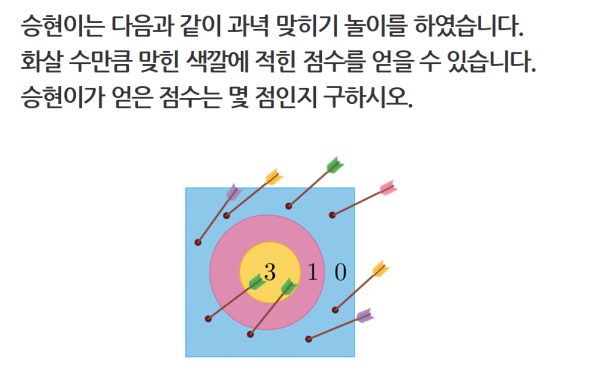 승현이는 다음과 같이 과녁 맞히기 놀이를 하였습니다.
화살 수만큼 맞힌 색깔에 적힌 점수를 얻을 수 있습니다.
승현이가 얻은 점수는 몇 점인지 구하시오.
3 1 0